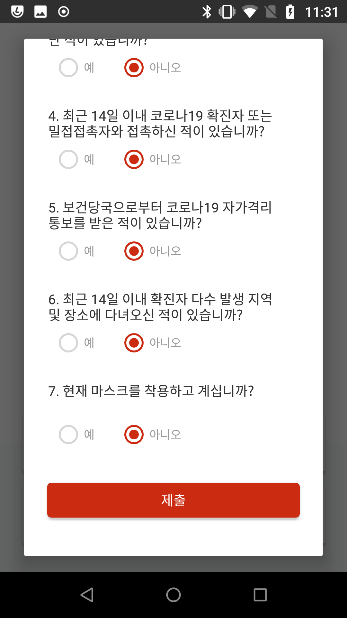 11:31
난 적이 있습니까?
예 아니오
4. 최근 14일 이내 코로나19 확진자 또는
밀접접촉자와 접촉하신 적이 있습니까?
예 아니오
5. 보건당국으로부터 코로나19 자가격리
통보를 받은 적이 있습니까?
예 아니오
6. 최근 14일 이내 확진자 다수 발생 지역
및 장소에 다녀오신 적이 있습니까?
예 아니오
7. 현재 마스크를 착용하고 계십니까?
예 아니오
제출